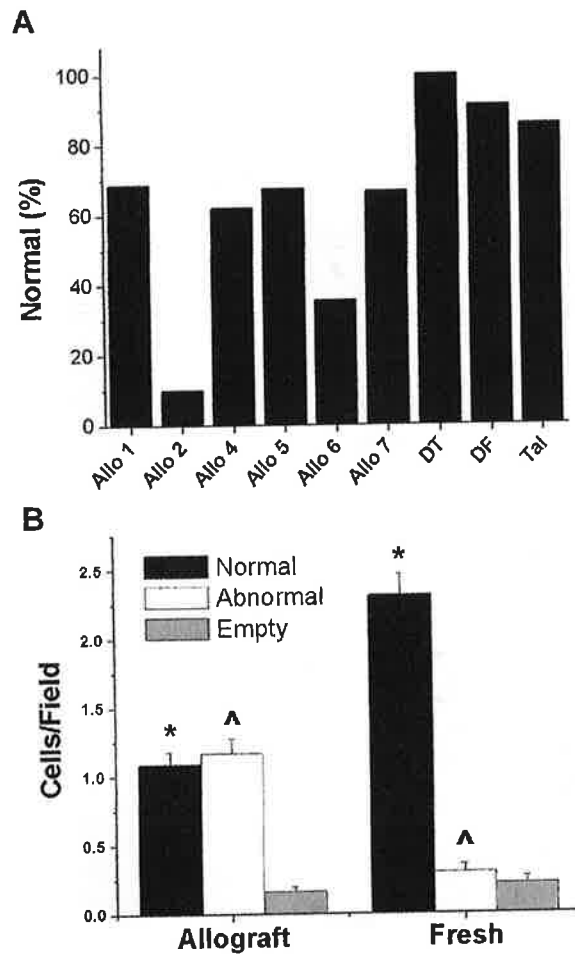 A
Normal (%)
100
80
60
40
20
0
Allo 1
Allo 2
Allo 4
Allo 5
Allo 6
Allo 7
DT
DF
Tal
B
Cells/Field
2.5
2.0
1.5
1.0
0.5
0.0
Normal
Abnormal
Empty
*
^
*
^
Allograft
Fresh